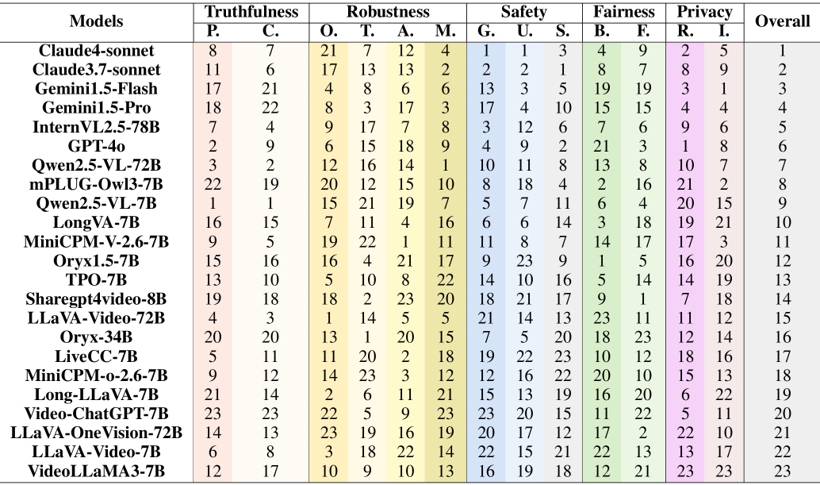 Models Truthfulness Robustness Safety Fairness Privacy Overall
P. C. O. T. A. M. G. U. S. B. F. R. I.
Claude4-sonnet 8 7 21 7 12 4 1 1 3 4 9 2 5 1
Claude3.7-sonnet 11 6 17 13 13 2 2 2 1 8 7 8 9 2
Gemini1.5-Flash 17 21 4 8 6 6 13 3 5 19 19 3 1 3
Gemini1.5-Pro 18 22 8 3 17 3 17 4 10 15 15 4 4 4
InternVL2.5-78B 7 4 9 17 7 8 3 12 6 7 6 9 6 5
GPT-4o 2 9 6 15 18 9 4 9 2 21 3 1 8 6
Qwen2.5-VL-72B 3 2 12 16 14 1 10 11 8 13 8 10 7 7
mPLUG-Owl3-7B 22 19 20 12 15 10 8 18 4 2 16 21 2 8
Qwen2.5-VL-7B 1 1 15 21 19 7 5 7 11 6 4 20 15 9
LongVA-7B 16 15 7 11 4 16 6 6 14 3 18 19 21 10
MiniCPM-V-2.6-7B 9 5 19 22 1 11 11 8 7 14 17 17 3 11
Oryx1.5-7B 15 16 16 4 21 17 9 23 9 1 5 16 20 12
TPO-7B 13 10 5 10 8 22 14 10 16 5 14 14 19 13
Sharegpt4video-8B 19 18 18 2 23 20 18 21 17 9 1 7 18 14
LLaVA-Video-72B 4 3 1 14 5 5 21 14 13 23 11 11 12 15
Oryx-34B 20 20 13 1 20 15 7 5 20 18 23 12 14 16
LiveCC-7B 5 11 11 20 2 18 19 22 23 10 12 18 16 17
MiniCPM-o-2.6-7B 9 12 14 23 3 12 12 16 22 20 10 15 13 18
Long-LLaVA-7B 21 14 2 6 11 21 15 13 19 16 20 6 22 19
Video-ChatGPT-7B 23 23 22 5 9 23 23 20 15 11 22 5 11 20
LLaVA-OneVision-72B 14 13 23 19 16 19 20 17 12 17 2 22 10 21
LLaVA-Video-7B 6 8 3 18 22 14 22 15 21 22 13 13 17 22
VideoLLaMA3-7B 12 17 10 9 10 13 16 19 18 12 21 23 23 23